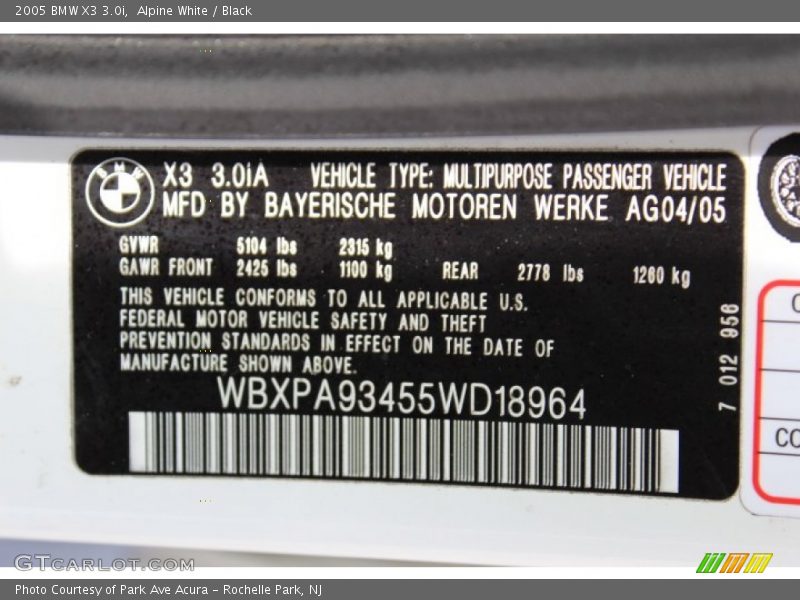 2005 BMW X3 3.0i,  Alpine White / Black
BMW
X3 3.0iA VEHICLE TYPE: MULTIPURPOSE PASSENGER VEHICLE
MFD BY BAYERISCHE MOTOREN WERKE AG04/05
GVWR 5104 lbs 2315 kg
GAWR FRONT 2425 lbs 1100 kg REAR 2778 lbs 1260 kg
THIS VEHICLE CONFORMS TO ALL APPLICABLE U.S.
FEDERAL MOTOR VEHICLE SAFETY AND THEFT
PREVENTION STANDARDS IN EFFECT ON THE DATE OF
MANUFACTURE SHOWN ABOVE.
WBXPA93455WD18964
7 012 956
CO
GTCARLOT.COM
Photo Courtesy of Park Ave Acura - Rochelle Park, NJ